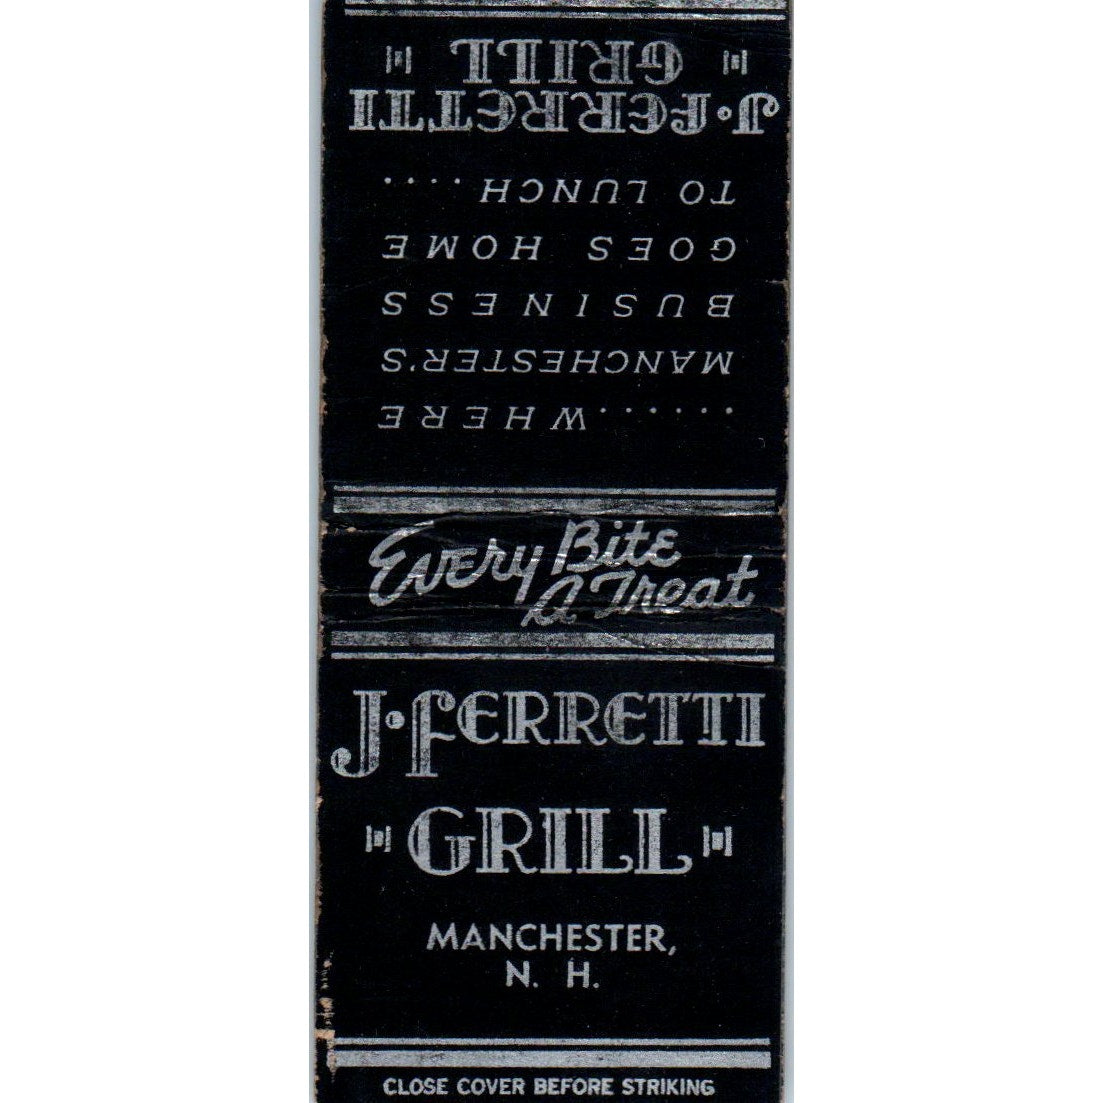 ......WHERE
MANCHESTER'S
BUSINESS
GOES HOME
TO LUNCH....
J. FERRETTI
GRILL
Every Bite
A Treat
J. FERRETTI
GRILL
MANCHESTER,
N. H.
CLOSE COVER BEFORE STRIKING